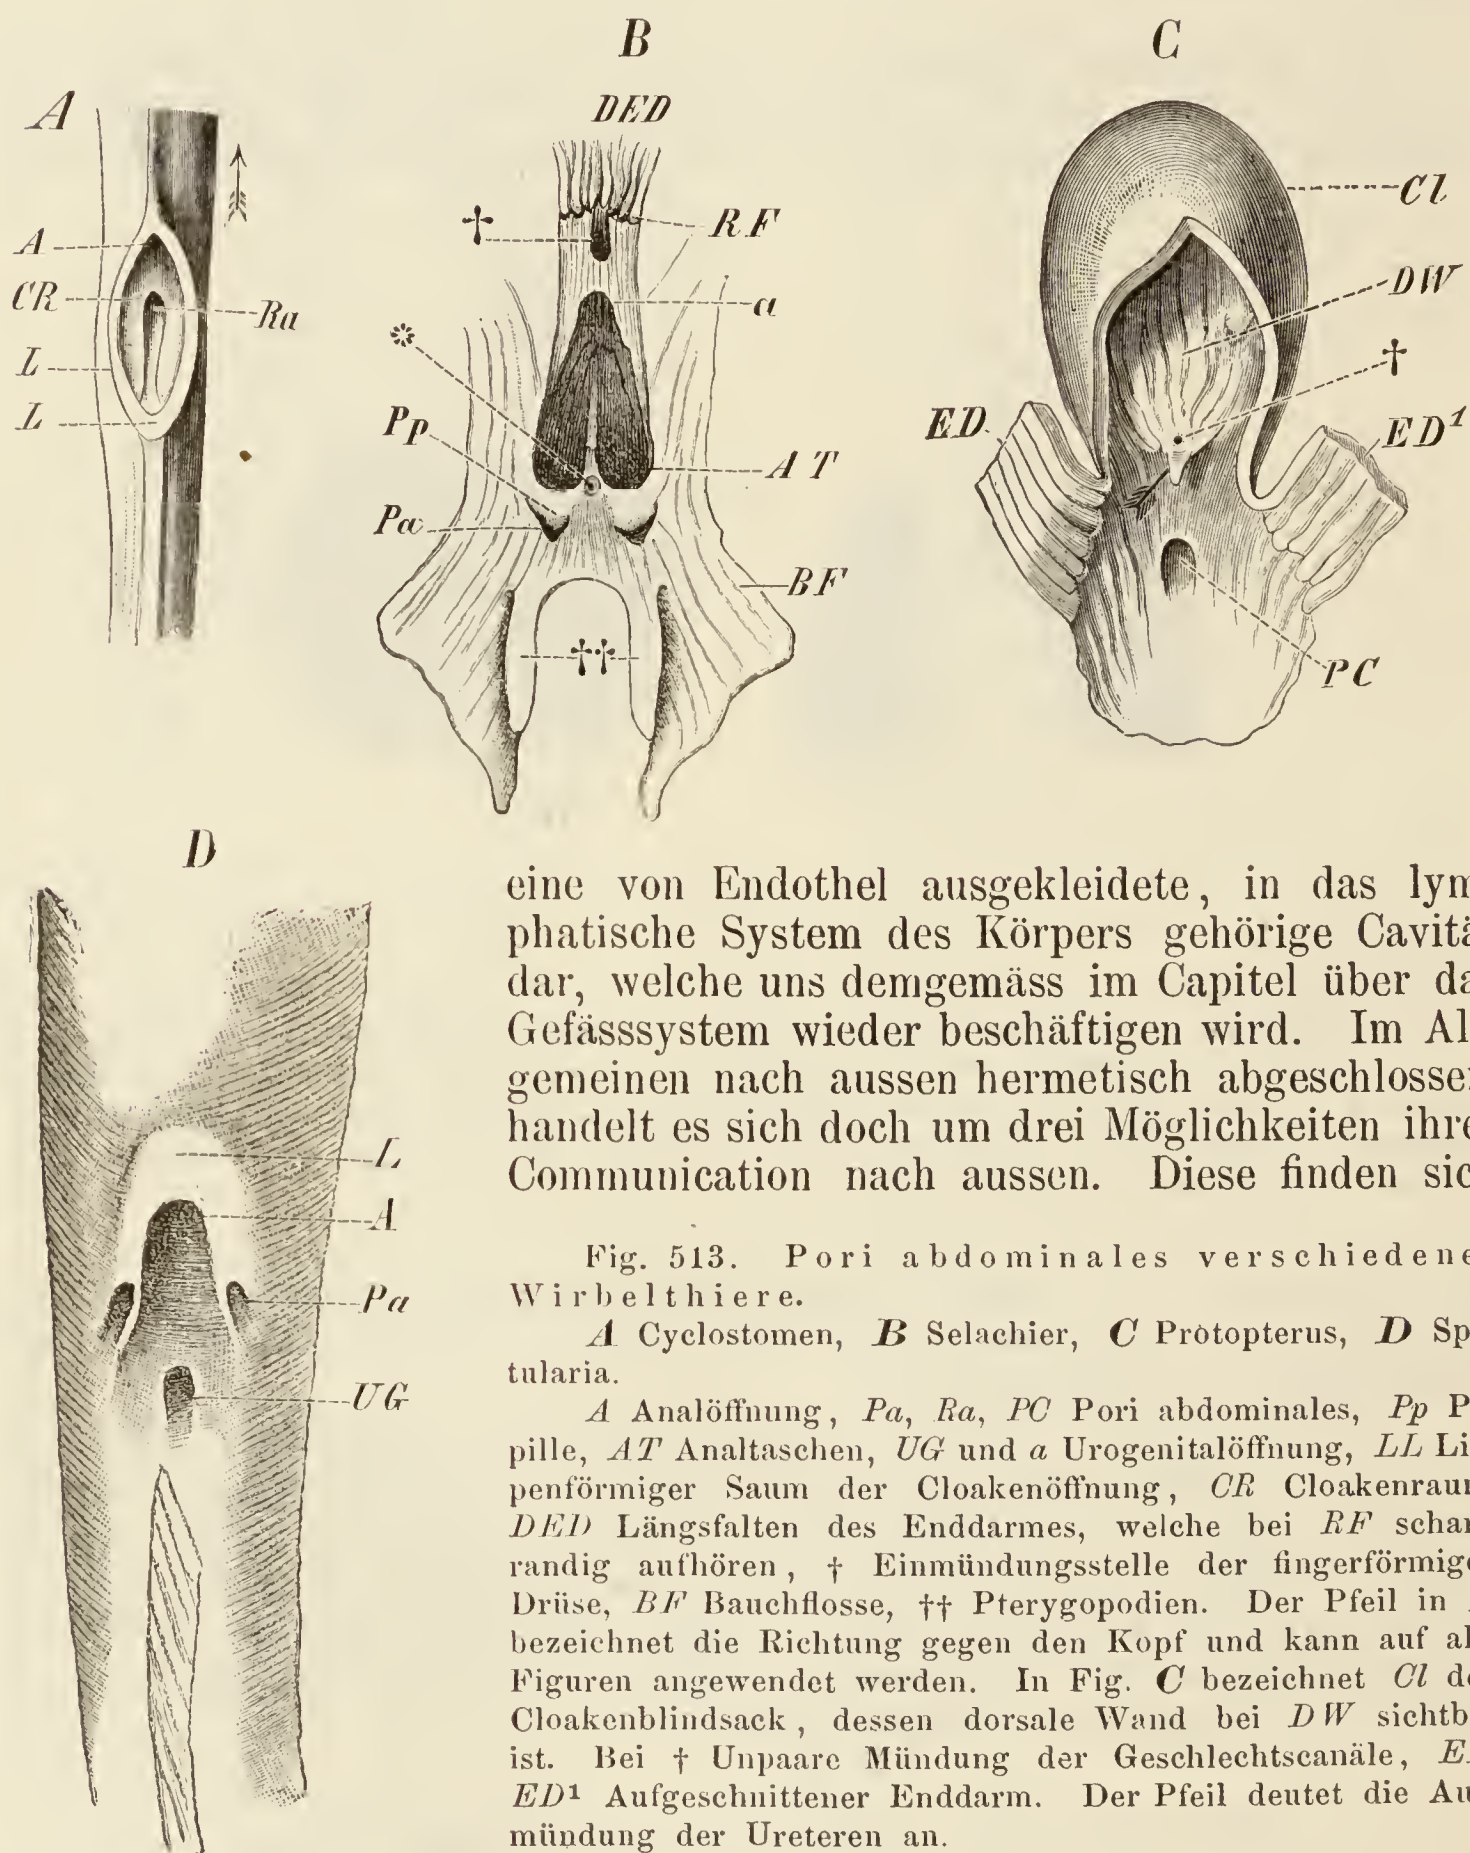 B
C
A
DED
Cl
†
RF
A
DW
CR
Ra
a
†
L
❊
L
Pp
ED
ED¹
AT
Pa
BF
††
PC
D
eine von Endothel ausgekleidete, in das lym
phatische System des Körpers gehörige Cavitä
dar, welche uns demgemäss im Capitel über da
Gefässsystem wieder beschäftigen wird. Im Al
gemeinen nach aussen hermetisch abgeschlosse
handelt es sich doch um drei Möglichkeiten ihre
Communication nach aussen. Diese finden sic
L
A
Pa
UG
Fig. 513. Pori abdominales verschiedene
Wirbelthiere.
A Cyclostomen, B Selachier, C Protopterus, D Sp
tularia.
A Analöffnung, Pa, Ra, PC Pori abdominales, Pp P
pille, AT Analtaschen, UG und a Urogenitalöffnung, LL Li
penförmiger Saum der Cloakenöffnung, CR Cloakenraum
DED Längsfalten des Enddarmes, welche bei RF schar
randig aufhören, † Einmündungsstelle der fingerförmige
Drüse, BF Bauchflosse, †† Pterygopodien. Der Pfeil in
bezeichnet die Richtung gegen den Kopf und kann auf al
Figuren angewendet werden. In Fig. C bezeichnet Cl de
Cloakenblindsack, dessen dorsale Wand bei DW sichtb
ist. Bei † Unpaare Mündung der Geschlechtscanäle, E
ED¹ Aufgeschnittener Enddarm. Der Pfeil deutet die Au
mündung der Ureteren an.